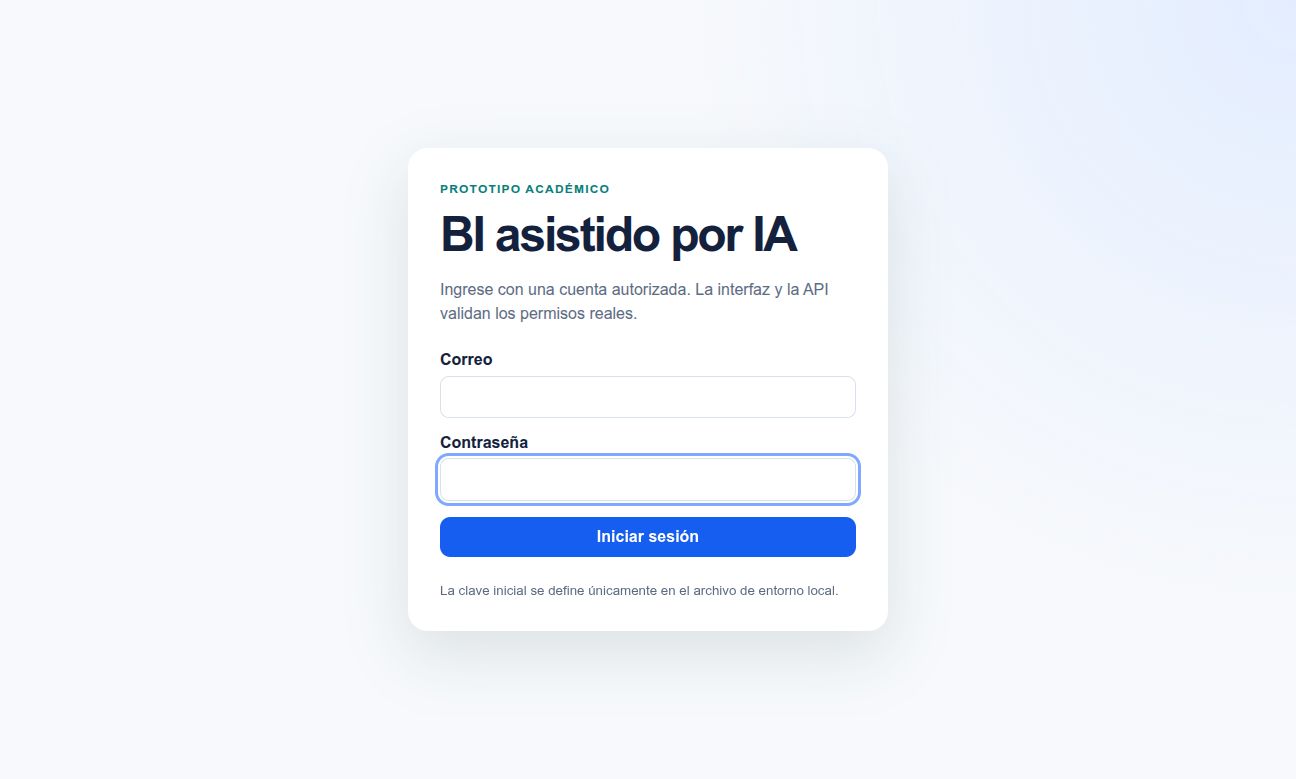 PROTOTIPO ACADÉMICO
BI asistido por IA
Ingrese con una cuenta autorizada. La interfaz y la API
validan los permisos reales.
Correo
Contraseña
Iniciar sesión
La clave inicial se define únicamente en el archivo de entorno local.